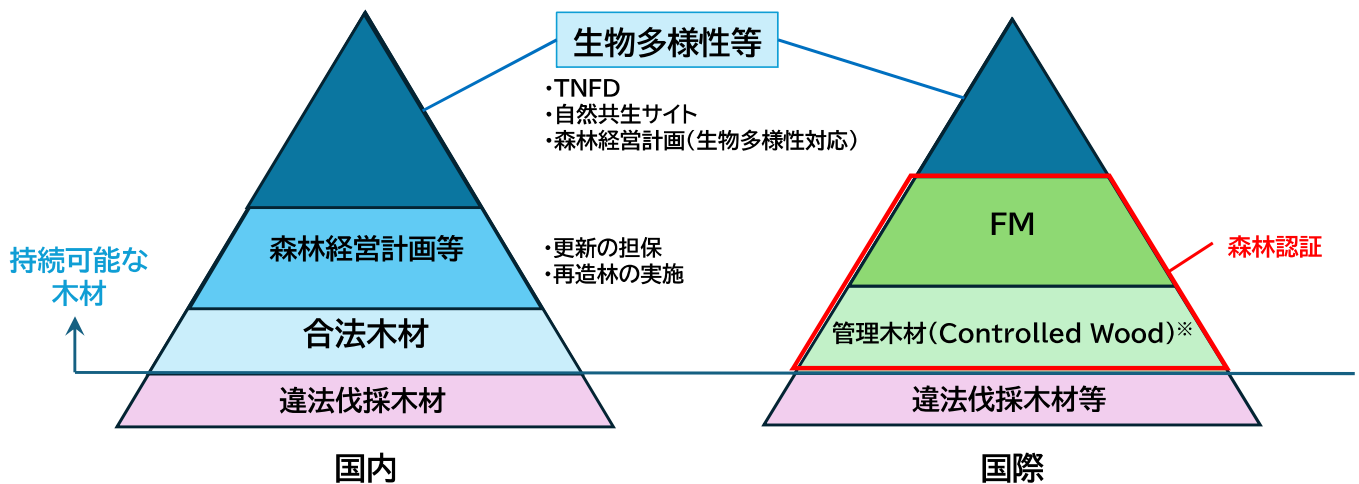 生物多様性等
・TNFD
・自然共生サイト
・森林経営計画(生物多様性対応)
森林経営計画等
・更新の担保
・再造林の実施
持続可能な
木材
合法木材
違法伐採木材
国内
FM
森林認証
管理木材(Controlled Wood)※
違法伐採木材等
国際